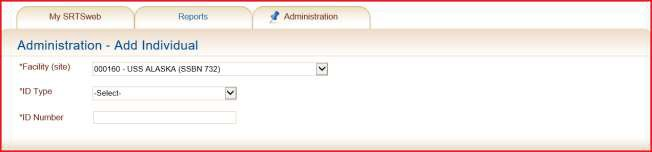 My SRTSweb Reports Administration
Administration - Add Individual
*Facility (site) 000160 - USS ALASKA (SSBN 732)
*ID Type -Select-
*ID Number